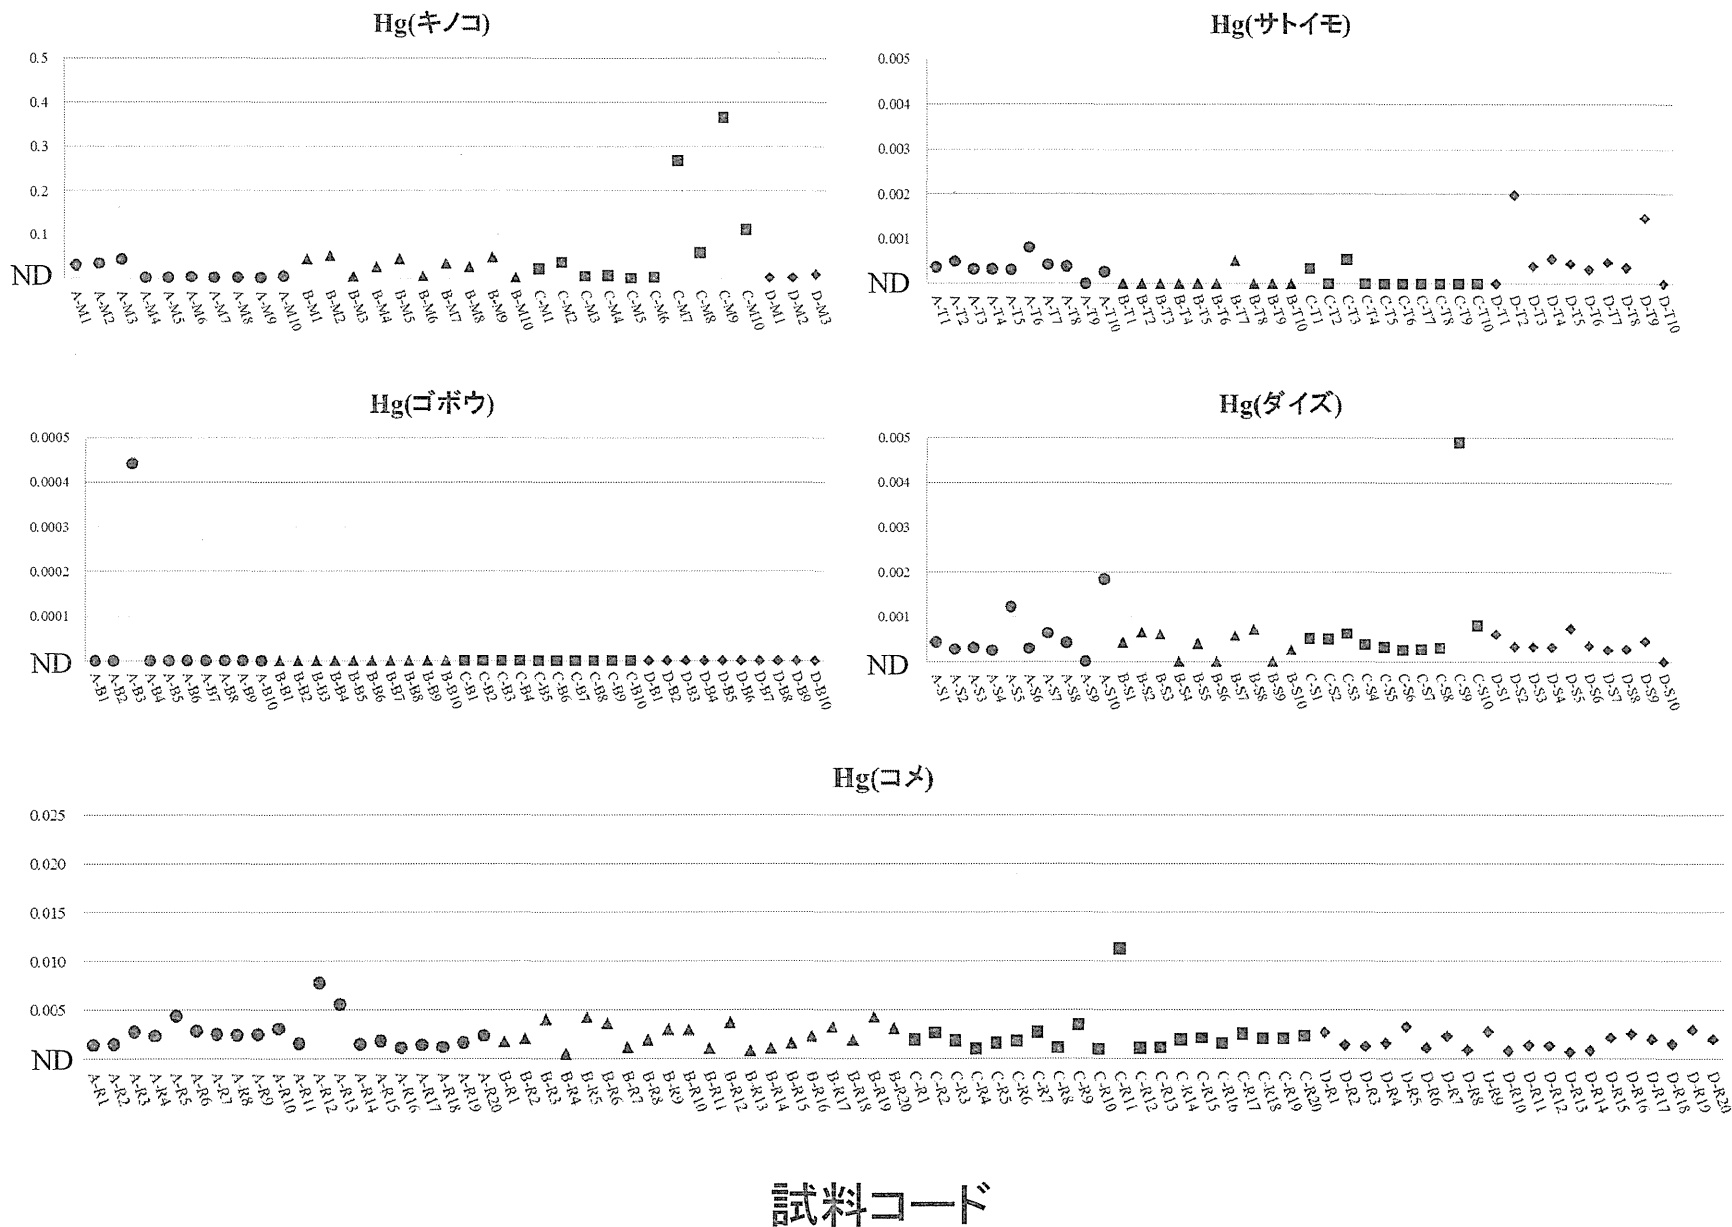 Hg(キノコ)
0.5
0.4
0.3
0.2
0.1
ND
A-M1 A-M2 A-M3 A-M4 A-M5 A-M6 A-M7 A-M8 A-M9 A-M10 B-M1 B-M2 B-M3 B-M4 B-M5 B-M6 B-M7 B-M8 B-M9 B-M10 C-M1 C-M2 C-M3 C-M4 C-M5 C-M6 C-M7 C-M8 C-M9 C-M10 D-M1 D-M2 D-M3
Hg(サトイモ)
0.005
0.004
0.003
0.002
0.001
ND
A-T1 A-T2 A-T3 A-T4 A-T5 A-T6 A-T7 A-T8 A-T9 A-T10 B-T1 B-T2 B-T3 B-T4 B-T5 B-T6 B-T7 B-T8 B-T9 B-T10 C-T1 C-T2 C-T3 C-T4 C-T5 C-T6 C-T7 C-T8 C-T9 C-T10 D-T1 D-T2 D-T3 D-T4 D-T5 D-T6 D-T7 D-T8 D-T9 D-T10
Hg(ゴボウ)
0.0005
0.0004
0.0003
0.0002
0.0001
ND
A-B1 A-B2 A-B3 A-B4 A-B5 A-B6 A-B7 A-B8 A-B9 A-B10 B-B1 B-B2 B-B3 B-B4 B-B5 B-B6 B-B7 B-B8 B-B9 B-B10 C-B1 C-B2 C-B3 C-B4 C-B5 C-B6 C-B7 C-B8 C-B9 C-B10 D-B1 D-B2 D-B3 D-B4 D-B5 D-B6 D-B7 D-B8 D-B9 D-B10
Hg(ダイズ)
0.005
0.004
0.003
0.002
0.001
ND
A-S1 A-S2 A-S3 A-S4 A-S5 A-S6 A-S7 A-S8 A-S9 A-S10 B-S1 B-S2 B-S3 B-S4 B-S5 B-S6 B-S7 B-S8 B-S9 B-S10 C-S1 C-S2 C-S3 C-S4 C-S5 C-S6 C-S7 C-S8 C-S9 C-S10 D-S1 D-S2 D-S3 D-S4 D-S5 D-S6 D-S7 D-S8 D-S9 D-S10
Hg(コメ)
0.025
0.020
0.015
0.010
0.005
ND
A-R1 A-R2 A-R3 A-R4 A-R5 A-R6 A-R7 A-R8 A-R9 A-R10 A-R11 A-R12 A-R13 A-R14 A-R15 A-R16 A-R17 A-R18 A-R19 A-R20 B-R1 B-R2 B-R3 B-R4 B-R5 B-R6 B-R7 B-R8 B-R9 B-R10 B-R11 B-R12 B-R13 B-R14 B-R15 B-R16 B-R17 B-R18 B-R19 B-R20 C-R1 C-R2 C-R3 C-R4 C-R5 C-R6 C-R7 C-R8 C-R9 C-R10 C-R11 C-R12 C-R13 C-R14 C-R15 C-R16 C-R17 C-R18 C-R19 C-R20 D-R1 D-R2 D-R3 D-R4 D-R5 D-R6 D-R7 D-R8 D-R9 D-R10 D-R11 D-R12 D-R13 D-R14 D-R15 D-R16 D-R17 D-R18 D-R19 D-R20
試料コード